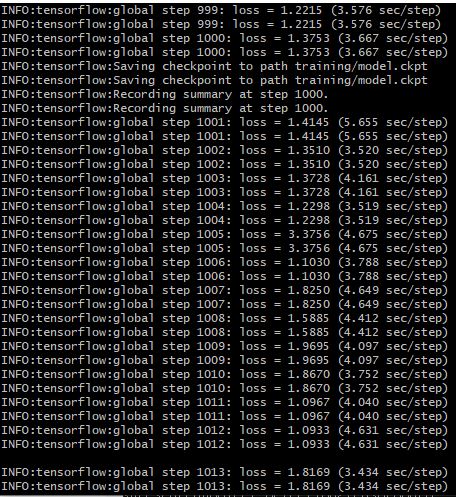 INFO:tensorflow:global step 999: loss = 1.2215 (3.576 sec/step)
INFO:tensorflow:global step 999: loss = 1.2215 (3.576 sec/step)
INFO:tensorflow:global step 1000: loss = 1.3753 (3.667 sec/step)
INFO:tensorflow:global step 1000: loss = 1.3753 (3.667 sec/step)
INFO:tensorflow:Saving checkpoint to path training/model.ckpt
INFO:tensorflow:Saving checkpoint to path training/model.ckpt
INFO:tensorflow:Recording summary at step 1000.
INFO:tensorflow:Recording summary at step 1000.
INFO:tensorflow:global step 1001: loss = 1.4145 (5.655 sec/step)
INFO:tensorflow:global step 1001: loss = 1.4145 (5.655 sec/step)
INFO:tensorflow:global step 1002: loss = 1.3510 (3.520 sec/step)
INFO:tensorflow:global step 1002: loss = 1.3510 (3.520 sec/step)
INFO:tensorflow:global step 1003: loss = 1.3728 (4.161 sec/step)
INFO:tensorflow:global step 1003: loss = 1.3728 (4.161 sec/step)
INFO:tensorflow:global step 1004: loss = 1.2298 (3.519 sec/step)
INFO:tensorflow:global step 1004: loss = 1.2298 (3.519 sec/step)
INFO:tensorflow:global step 1005: loss = 3.3756 (4.675 sec/step)
INFO:tensorflow:global step 1005: loss = 3.3756 (4.675 sec/step)
INFO:tensorflow:global step 1006: loss = 1.1030 (3.788 sec/step)
INFO:tensorflow:global step 1006: loss = 1.1030 (3.788 sec/step)
INFO:tensorflow:global step 1007: loss = 1.8250 (4.649 sec/step)
INFO:tensorflow:global step 1007: loss = 1.8250 (4.649 sec/step)
INFO:tensorflow:global step 1008: loss = 1.5885 (4.412 sec/step)
INFO:tensorflow:global step 1008: loss = 1.5885 (4.412 sec/step)
INFO:tensorflow:global step 1009: loss = 1.9695 (4.097 sec/step)
INFO:tensorflow:global step 1009: loss = 1.9695 (4.097 sec/step)
INFO:tensorflow:global step 1010: loss = 1.8670 (3.752 sec/step)
INFO:tensorflow:global step 1010: loss = 1.8670 (3.752 sec/step)
INFO:tensorflow:global step 1011: loss = 1.0967 (4.040 sec/step)
INFO:tensorflow:global step 1011: loss = 1.0967 (4.040 sec/step)
INFO:tensorflow:global step 1012: loss = 1.0933 (4.631 sec/step)
INFO:tensorflow:global step 1012: loss = 1.0933 (4.631 sec/step)
INFO:tensorflow:global step 1013: loss = 1.8169 (3.434 sec/step)
INFO:tensorflow:global step 1013: loss = 1.8169 (3.434 sec/step)